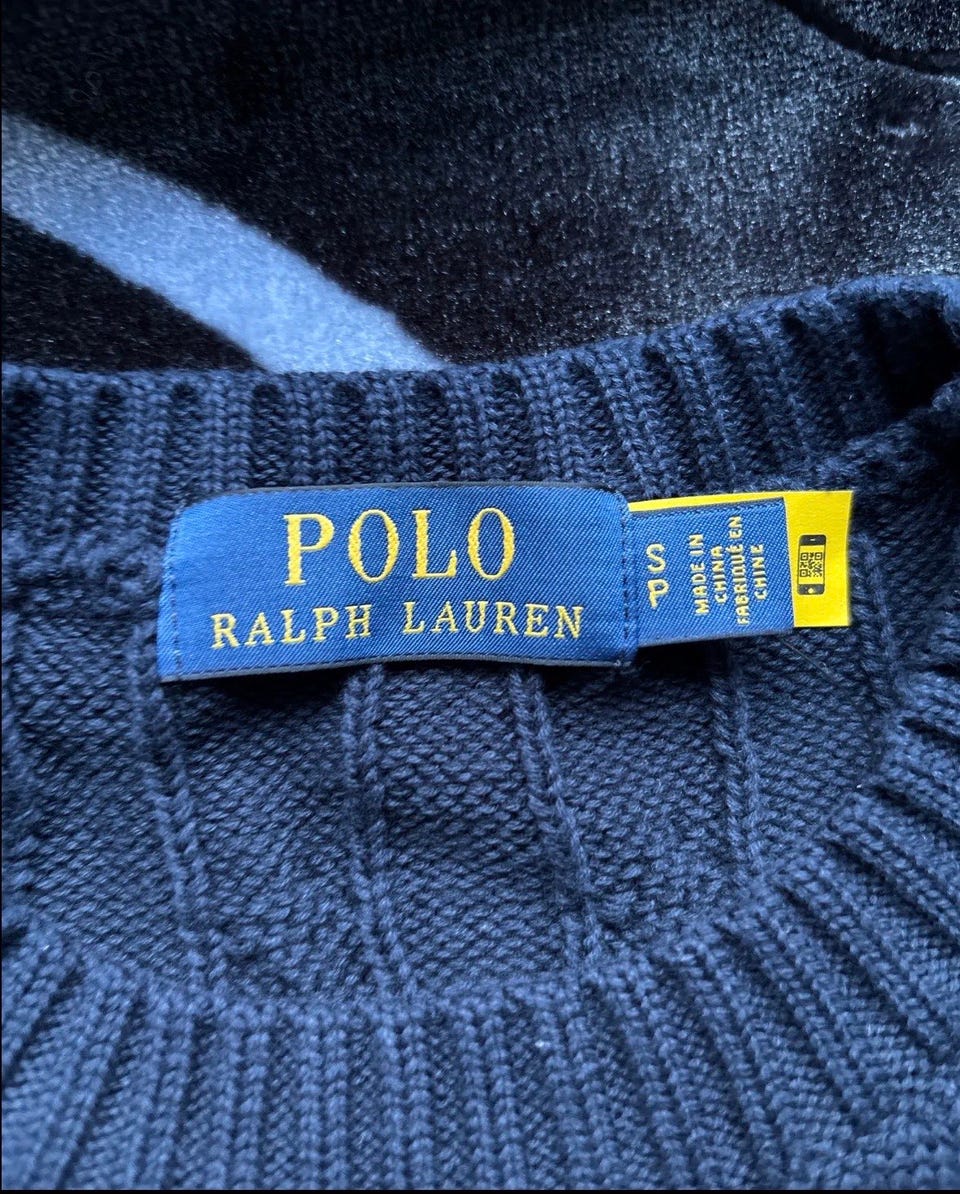 POLO
RALPH LAUREN
S
P
MADE IN
CHINA
FABRIQUÉ EN
CHINE